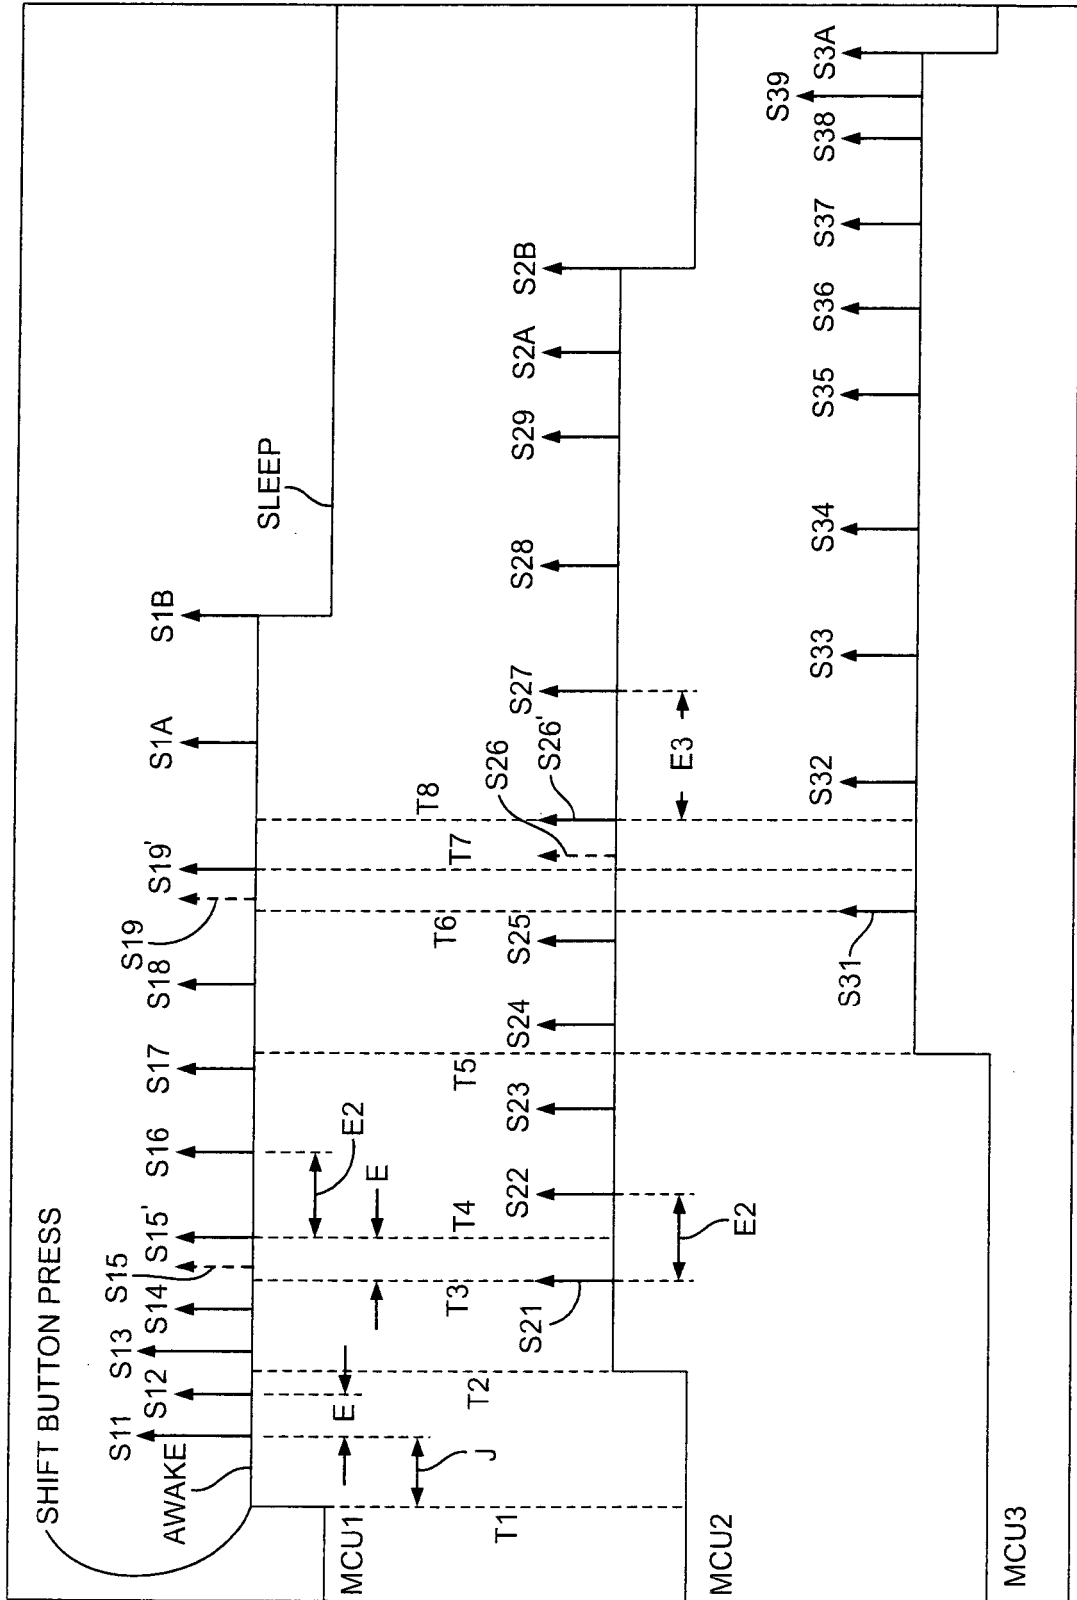 SHIFT BUTTON PRESS
AWAKE
SLEEP
S11
S12
S13
S14
S15
S15'
S16
S17
S18
S19
S19'
S1A
S1B
MCU1
J
E
E
E2
T1
T2
T3
T4
T5
T6
T7
T8
S21
S22
S23
S24
S25
S26
S26'
S27
S28
S29
S2A
S2B
MCU2
E2
E3
S31
S32
S33
S34
S35
S36
S37
S38
S39
S3A
MCU3